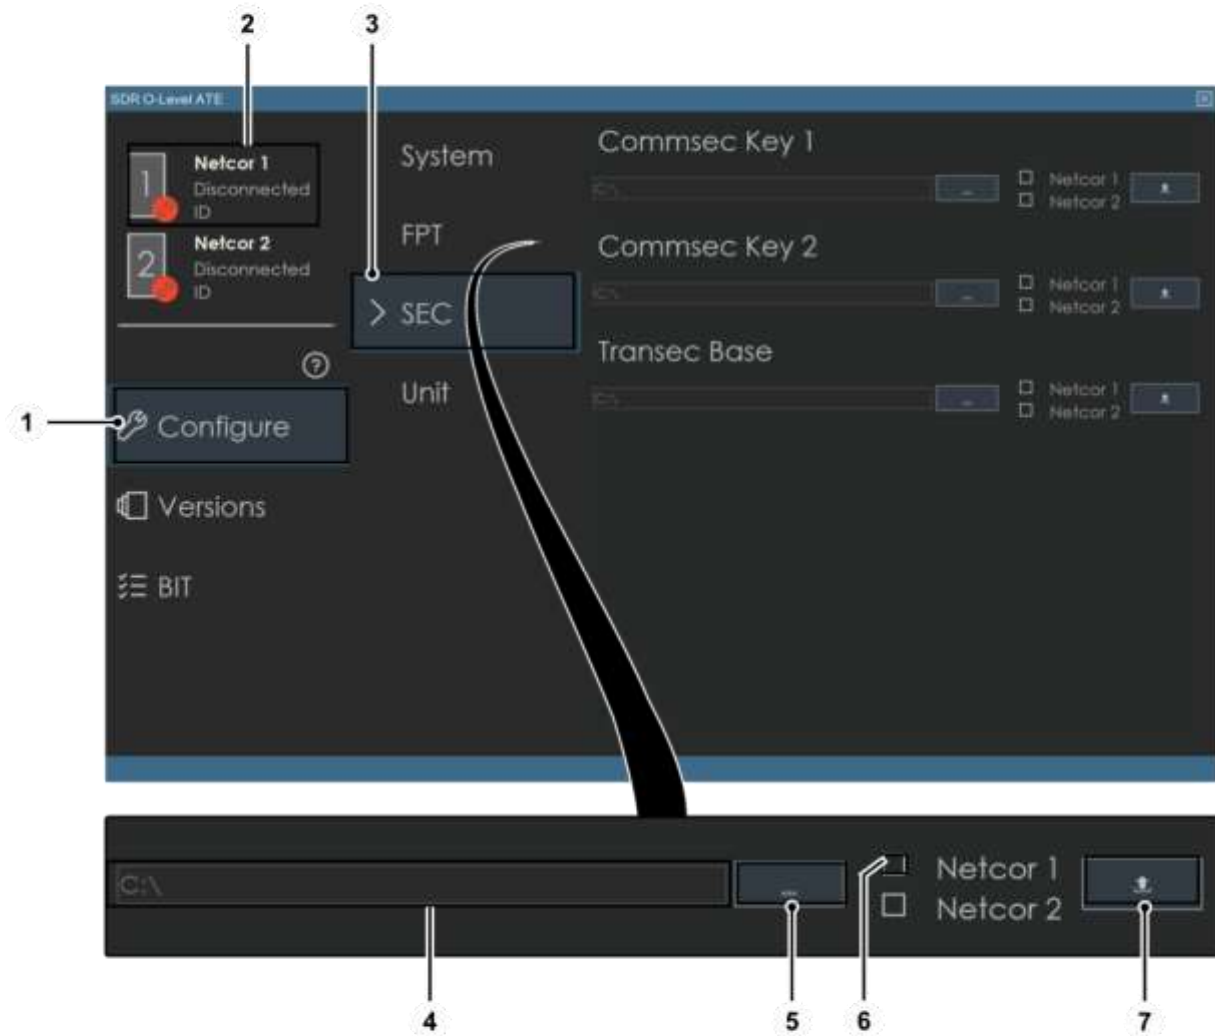 2
3
SDR O-Level ATE
1
Netcor 1
Disconnected
ID
2
Netcor 2
Disconnected
ID
?
1
Configure
Versions
BIT
System
FPT
> SEC
Unit
Commsec Key 1
C:\
...
Netcor 1
Netcor 2
Commsec Key 2
C:\
...
Netcor 1
Netcor 2
Transec Base
C:\
...
Netcor 1
Netcor 2
C:\
...
Netcor 1
Netcor 2
4
5
6
7